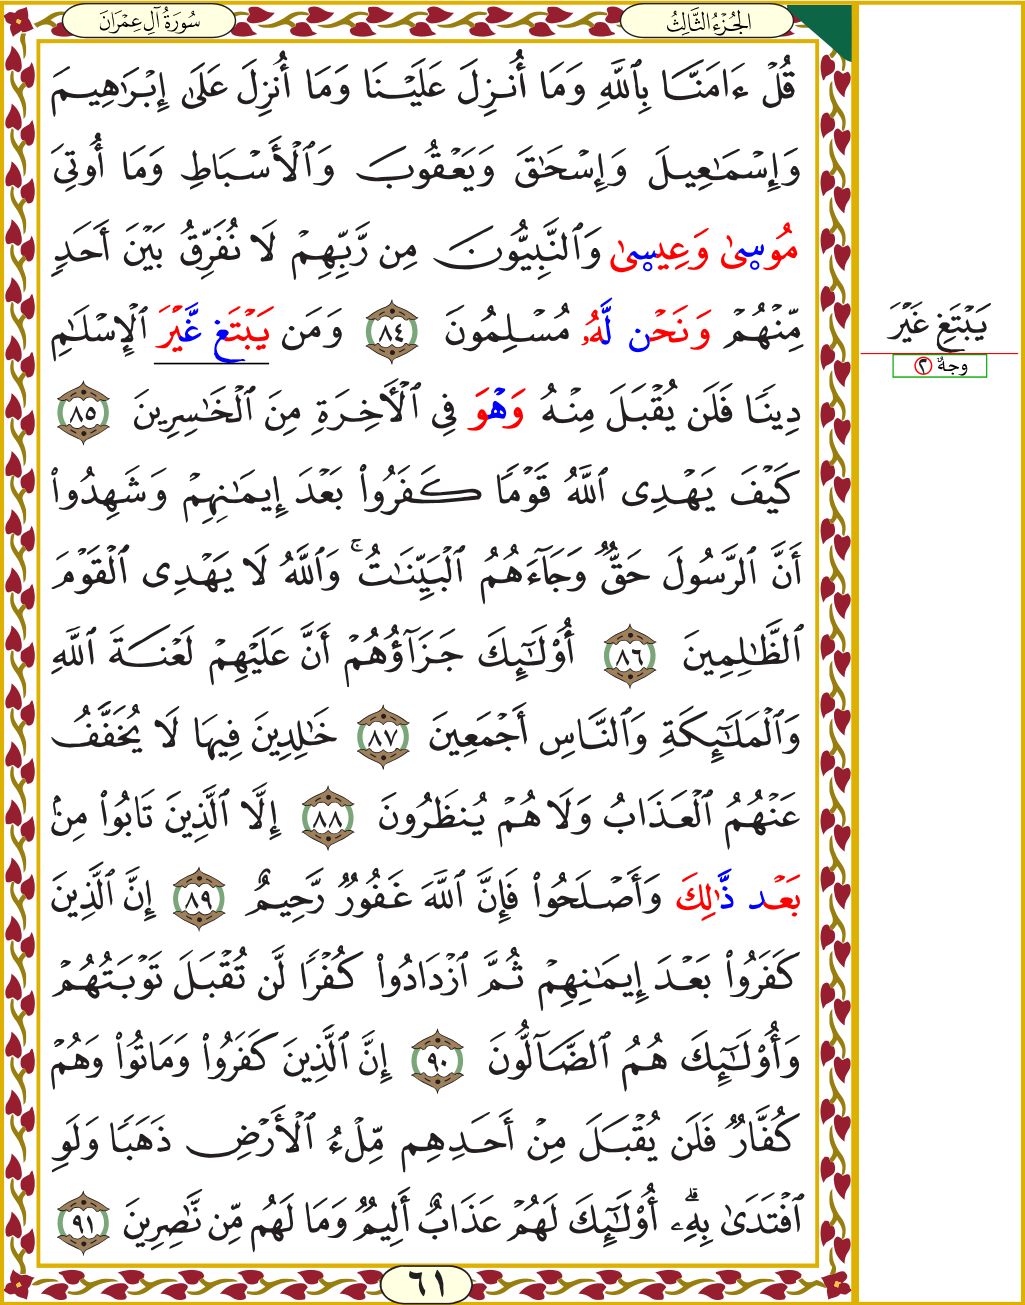 الجُزْءُ الثَّالِثُ
سُورَةُ آلِ عِمْرَان
قُلْ ءَامَنَّا بِٱللَّهِ وَمَا أُنزِلَ عَلَيْنَا وَمَا أُنزِلَ عَلَىٰ إِبْرَٰهِيمَ
وَإِسْمَٰعِيلَ وَإِسْحَٰقَ وَيَعْقُوبَ وَٱلْأَسْبَاطِ وَمَا أُوتِيَ
مُوسٜىٰ وَعِيسٜىٰ وَٱلنَّبِيُّونَ مِن رَّبِّهِمْ لَا نُفَرِّقُ بَيْنَ أَحَدٍ
مِّنْهُمْ وَنَحْن لَّهُۥ مُسْلِمُونَ ٨٤ وَمَن يَبْتَغ غَّيْرَ ٱلْإِسْلَٰمِ
دِينًا فَلَن يُقْبَلَ مِنْهُ وَهْوَ فِي ٱلْأَخِرَةِ مِنَ ٱلْخَٰسِرِينَ ٨٥
كَيْفَ يَهْدِى ٱللَّهُ قَوْمًا كَفَرُوا۟ بَعْدَ إِيمَٰنِهِمْ وَشَهِدُوا۟
أَنَّ ٱلرَّسُولَ حَقٌّ وَجَآءَهُمُ ٱلْبَيِّنَٰتُ ۚ وَٱللَّهُ لَا يَهْدِى ٱلْقَوْمَ
ٱلظَّٰلِمِينَ ٨٦ أُو۟لَٰٓئِكَ جَزَآؤُهُمْ أَنَّ عَلَيْهِمْ لَعْنَةَ ٱللَّهِ
وَٱلْمَلَٰٓئِكَةِ وَٱلنَّاسِ أَجْمَعِينَ ٨٧ خَٰلِدِينَ فِيهَا لَا يُخَفَّفُ
عَنْهُمُ ٱلْعَذَابُ وَلَا هُمْ يُنظَرُونَ ٨٨ إِلَّا ٱلَّذِينَ تَابُوا۟ مِنۢ
بَعْد ذَّٰلِكَ وَأَصْلَحُوا۟ فَإِنَّ ٱللَّهَ غَفُورٌ رَّحِيمٌ ٨٩ إِنَّ ٱلَّذِينَ
كَفَرُوا۟ بَعْدَ إِيمَٰنِهِمْ ثُمَّ ٱزْدَادُوا۟ كُفْرًا لَّن تُقْبَلَ تَوْبَتُهُمْ
وَأُو۟لَٰٓئِكَ هُمُ ٱلضَّآلُّونَ ٩٠ إِنَّ ٱلَّذِينَ كَفَرُوا۟ وَمَاتُوا۟ وَهُمْ
كُفَّارٌ فَلَن يُقْبَلَ مِنْ أَحَدِهِم مِّلْءُ ٱلْأَرْضِ ذَهَبًا وَلَوِ
ٱفْتَدَىٰ بِهِۦٓ ۗ أُو۟لَٰٓئِكَ لَهُمْ عَذَابٌ أَلِيمٌ وَمَا لَهُم مِّن نَّٰصِرِينَ ٩١
٦١
يَبْتَغِ غَيْرَ
وجهٌ ٢